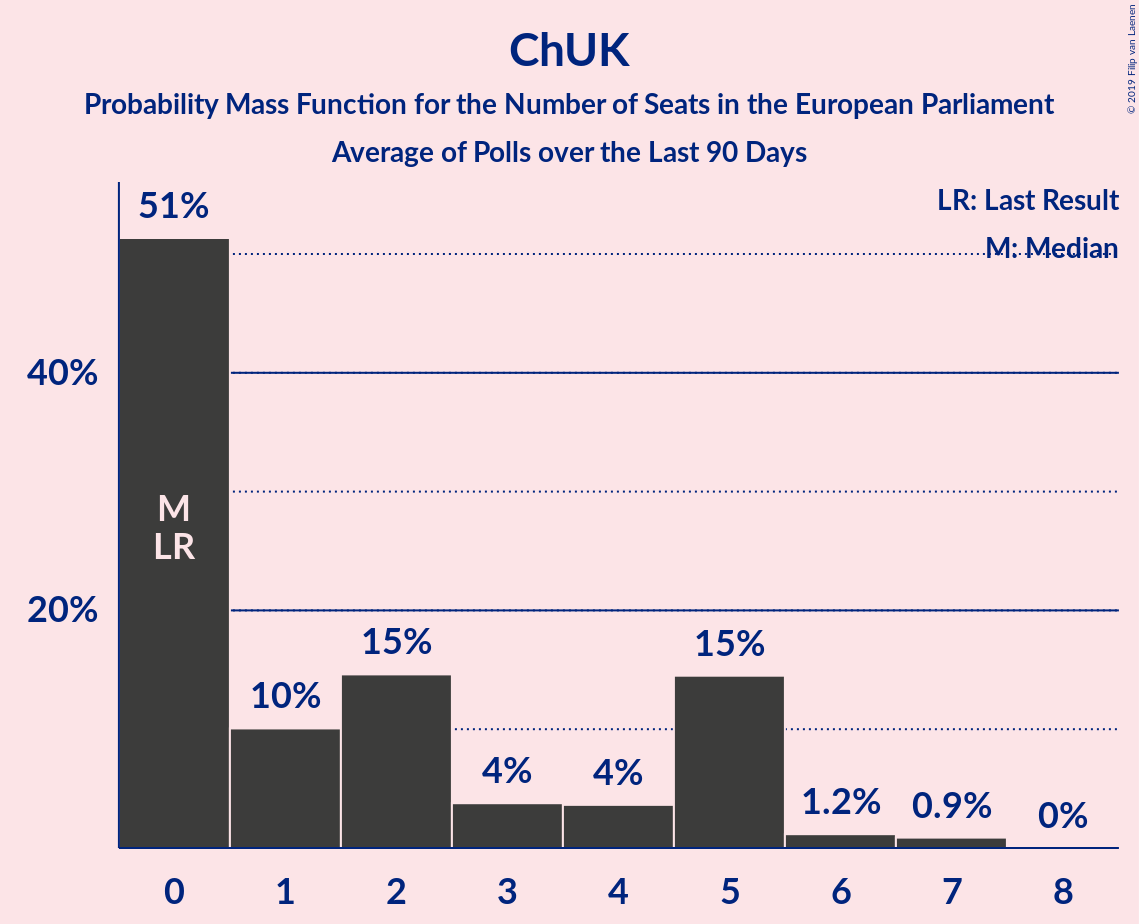 ChUK
Probability Mass Function for the Number of Seats in the European Parliament
Average of Polls over the Last 90 Days
© 2019 Filip van Laenen
LR: Last Result
M: Median
51%
40%
M
LR
20%
10%
15%
4%
4%
15%
1.2%
0.9%
0%
0 1 2 3 4 5 6 7 8